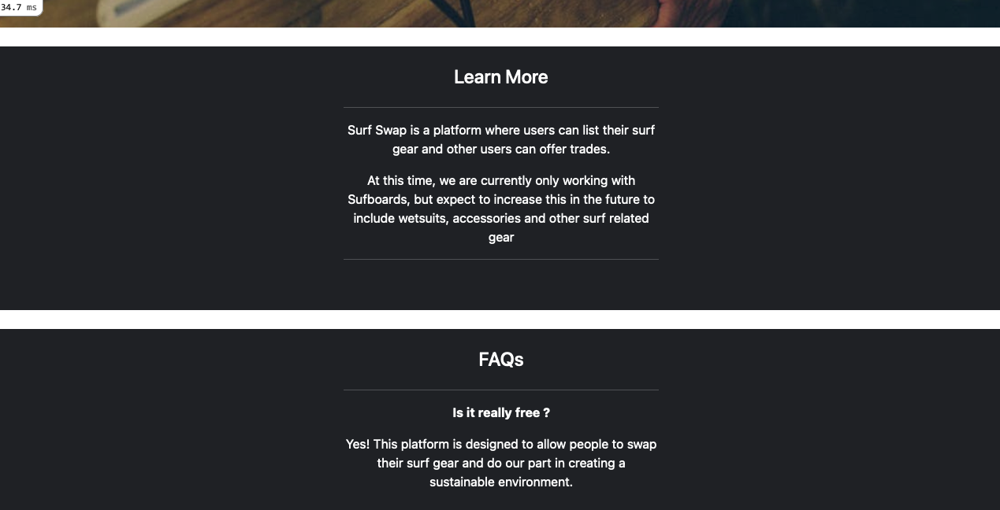 34.7 ms
Learn More
Surf Swap is a platform where users can list their surf
gear and other users can offer trades.
At this time, we are currently only working with
Sufboards, but expect to increase this in the future to
include wetsuits, accessories and other surf related
gear
FAQs
Is it really free ?
Yes! This platform is designed to allow people to swap
their surf gear and do our part in creating a
sustainable environment.